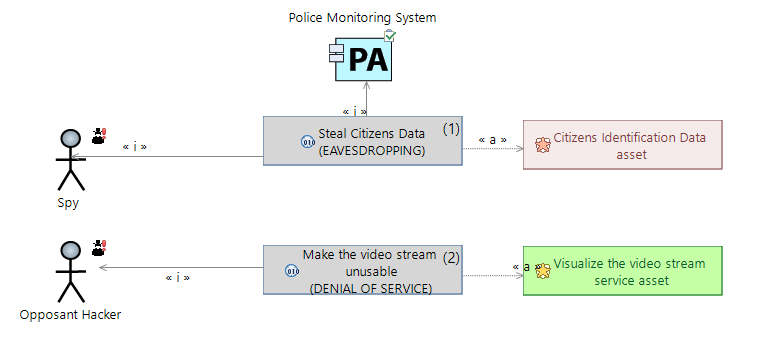 Police Monitoring System
PA
« i »
Steal Citizens Data
(EAVESDROPPING)
(1)
« i »
« a »
Citizens Identification Data
asset
Spy
Make the video stream
unusable
(DENIAL OF SERVICE)
(2)
« i »
« a »
Visualize the video stream
service asset
Opposant Hacker